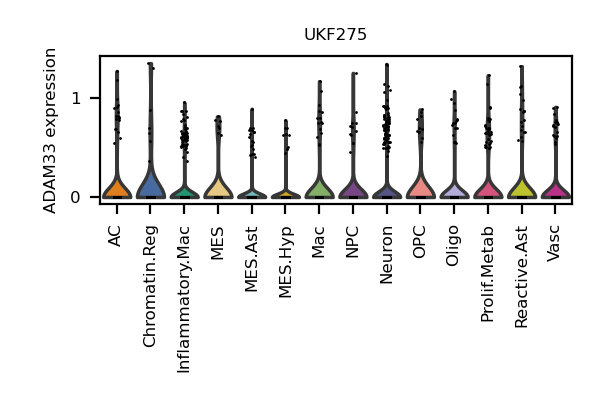 UKF275
ADAM33 expression
1
0
AC
Chromatin.Reg
Inflammatory.Mac
MES
MES.Ast
MES.Hyp
Mac
NPC
Neuron
OPC
Oligo
Prolif.Metab
Reactive.Ast
Vasc